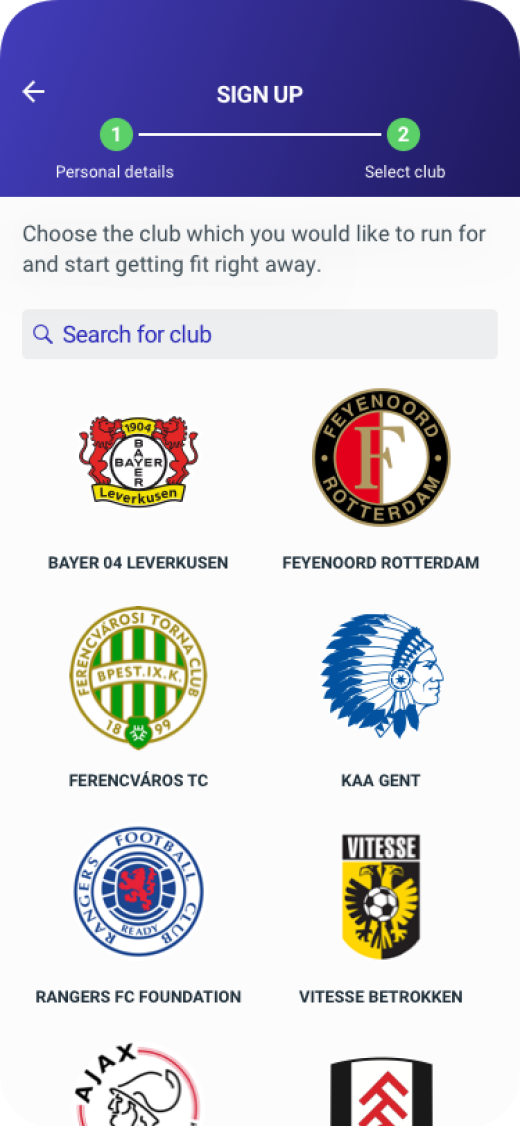 SIGN UP
1
2
Personal details
Select club
Choose the club which you would like to run for
and start getting fit right away.
Search for club
1904
BAYER
BAYER
Leverkusen
FEYENOORD
F
ROTTERDAM
BAYER 04 LEVERKUSEN
FEYENOORD ROTTERDAM
FERENCVÁROSI TORNA CLUB
BPEST.IX.K.
18 99
FERENCVÁROS TC
KAA GENT
RANGERS FOOTBALL CLUB
READY
VITESSE
RANGERS FC FOUNDATION
VITESSE BETROKKEN
AJAX